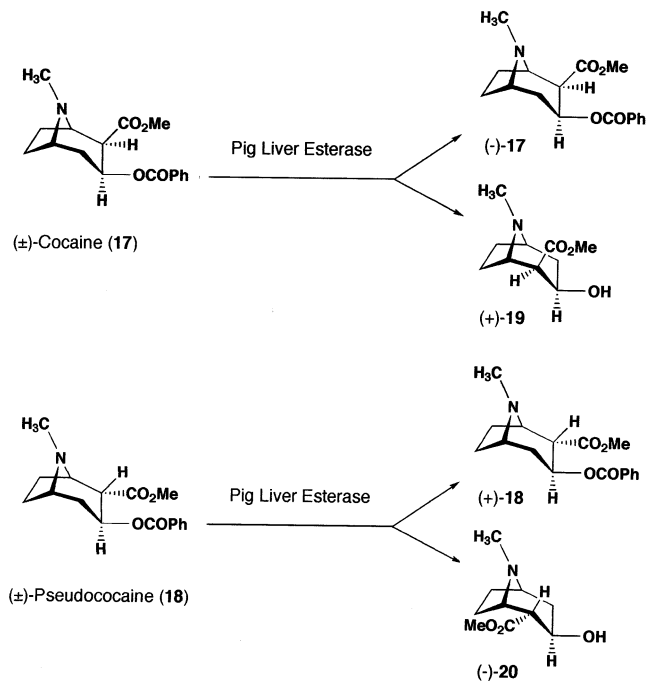 H₃C
N
CO₂Me
H
OCOPh
H
(±)-Cocaine (17)
Pig Liver Esterase
H₃C
N
CO₂Me
H
OCOPh
H
(-)-17
H₃C
N
CO₂Me
H
OH
H
(+)-19
H₃C
N
H
CO₂Me
OCOPh
H
(±)-Pseudococaine (18)
Pig Liver Esterase
H₃C
N
H
CO₂Me
OCOPh
H
(+)-18
H₃C
N
H
MeO₂C
OH
H
(-)-20